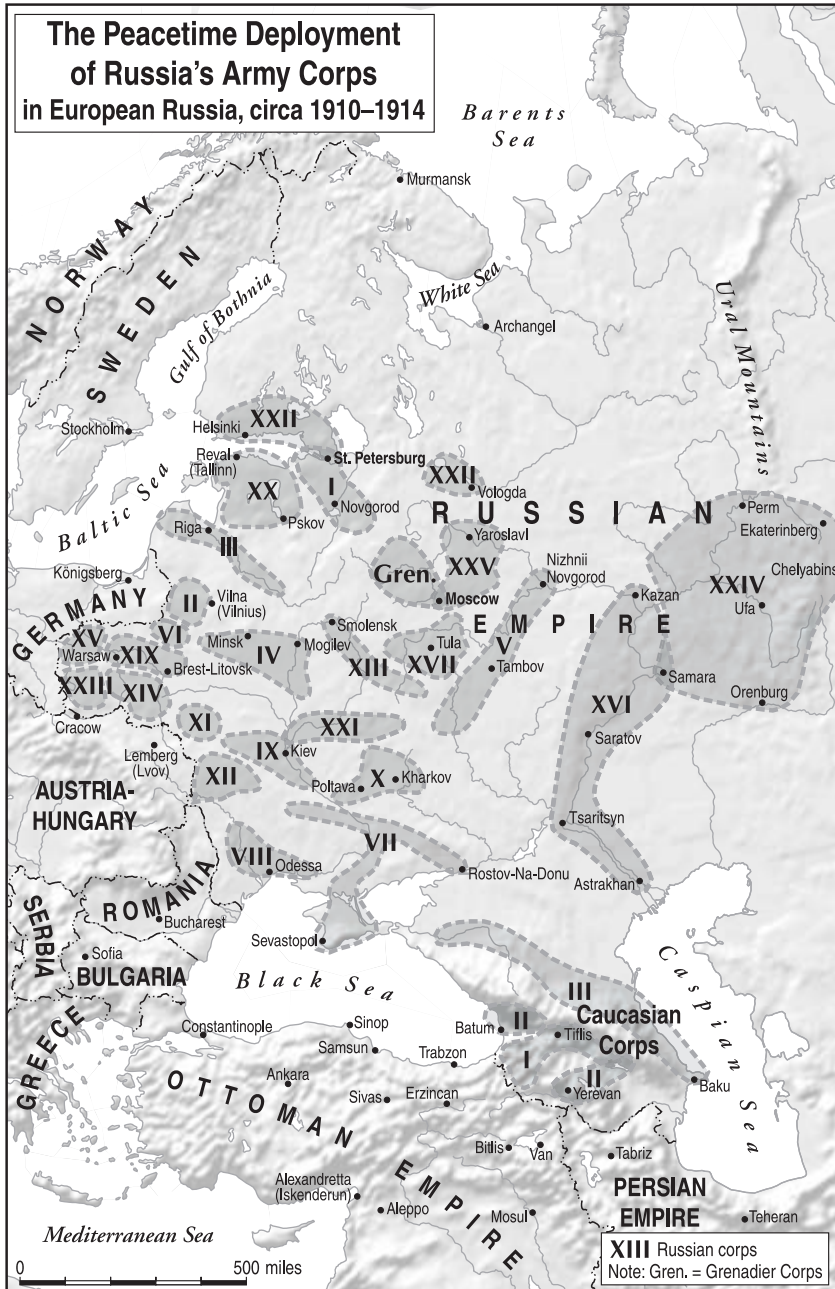 The Peacetime Deployment
of Russia's Army Corps
in European Russia, circa 1910–1914
Barents
Sea
Murmansk
NORWAY
SWEDEN
White Sea
Gulf of Bothnia
Archangel
Ural Mountains
Stockholm
Helsinki
XXII
Reval
(Tallinn)
St. Petersburg
Baltic Sea
XX
I
Novgorod
Pskov
XXII
Vologda
RUSSIAN
Perm
Ekaterinberg
Riga
III
Yaroslavl
XXV
Gren.
Moscow
Nizhnii
Novgorod
Chelyabins
XXIV
Ufa
Kazan
Königsberg
GERMANY
II
Vilna
(Vilnius)
EMPIRE
Smolensk
XV
VI
Warsaw
XIX
Minsk
IV
Mogilev
Tula
XVII
V
Tambov
XIII
Brest-Litovsk
XXIII
XIV
Samara
Orenburg
XVI
Cracow
XI
XXI
Saratov
Lemberg
(Lvov)
IX
Kiev
XII
X
Kharkov
Poltava
AUSTRIA-
HUNGARY
Tsaritsyn
VII
VIII
Odessa
Rostov-Na-Donu
Astrakhan
ROMANIA
Bucharest
SERBIA
Sevastopol
Sofia
BULGARIA
Black Sea
Caspian Sea
III
Caucasian
Corps
II
Batum
Tiflis
GREECE
Constantinople
Sinop
Samsun
Trabzon
I
II
Yerevan
Baku
Ankara
OTTOMAN
Sivas
Erzincan
Bitlis
Van
Tabriz
Alexandretta
(Iskenderun)
EMPIRE
Aleppo
Mosul
PERSIAN
EMPIRE
Teheran
Mediterranean Sea
0 500 miles
XIII Russian corps
Note: Gren. = Grenadier Corps